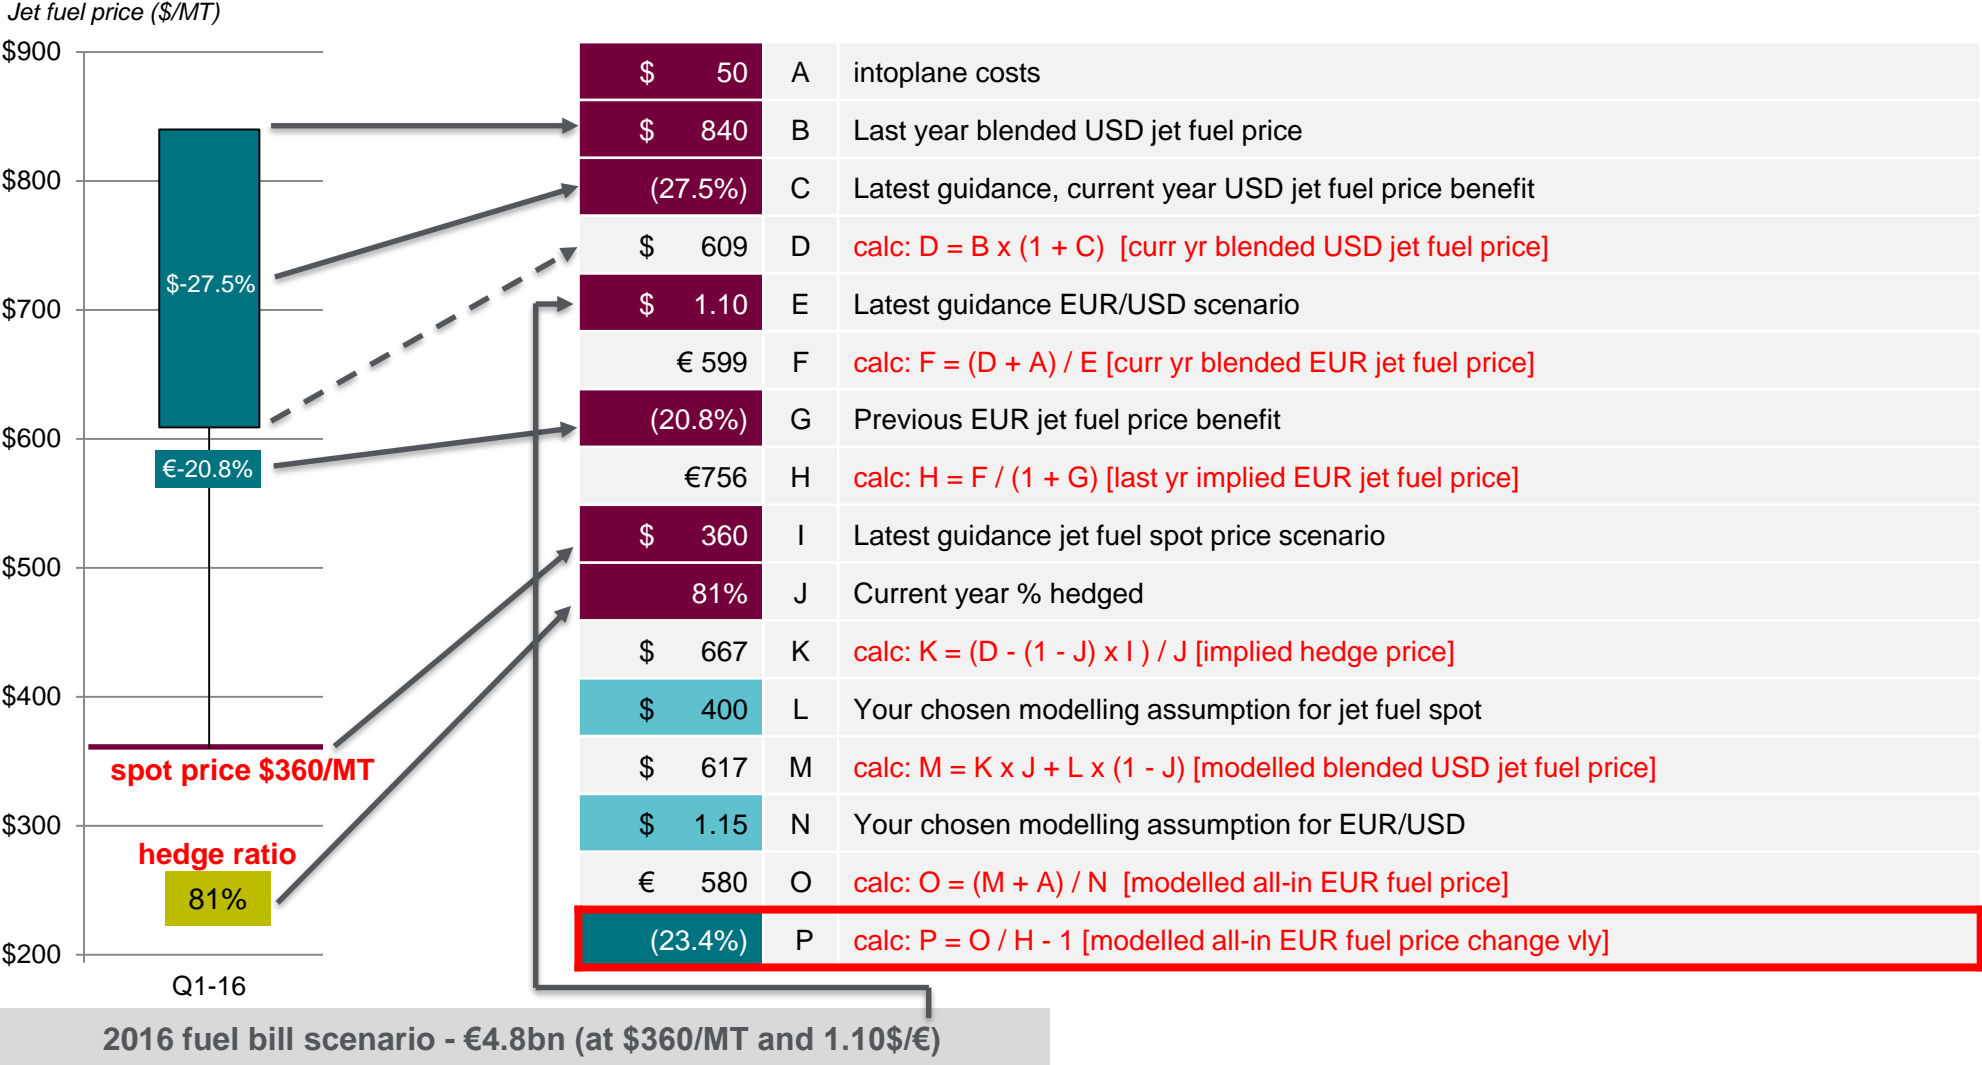 Jet fuel price ($/MT)
$900
$800
$700
$600
$500
$400
$300
$200
$-27.5%
€-20.8%
spot price $360/MT
hedge ratio
81%
Q1-16
$ 50 A intoplane costs
$ 840 B Last year blended USD jet fuel price
(27.5%) C Latest guidance, current year USD jet fuel price benefit
$ 609 D calc: D = B x (1 + C) [curr yr blended USD jet fuel price]
$ 1.10 E Latest guidance EUR/USD scenario
€ 599 F calc: F = (D + A) / E [curr yr blended EUR jet fuel price]
(20.8%) G Previous EUR jet fuel price benefit
€756 H calc: H = F / (1 + G) [last yr implied EUR jet fuel price]
$ 360 I Latest guidance jet fuel spot price scenario
81% J Current year % hedged
$ 667 K calc: K = (D - (1 - J) x I ) / J [implied hedge price]
$ 400 L Your chosen modelling assumption for jet fuel spot
$ 617 M calc: M = K x J + L x (1 - J) [modelled blended USD jet fuel price]
$ 1.15 N Your chosen modelling assumption for EUR/USD
€ 580 O calc: O = (M + A) / N [modelled all-in EUR fuel price]
(23.4%) P calc: P = O / H - 1 [modelled all-in EUR fuel price change vly]
2016 fuel bill scenario - €4.8bn (at $360/MT and 1.10$/€)